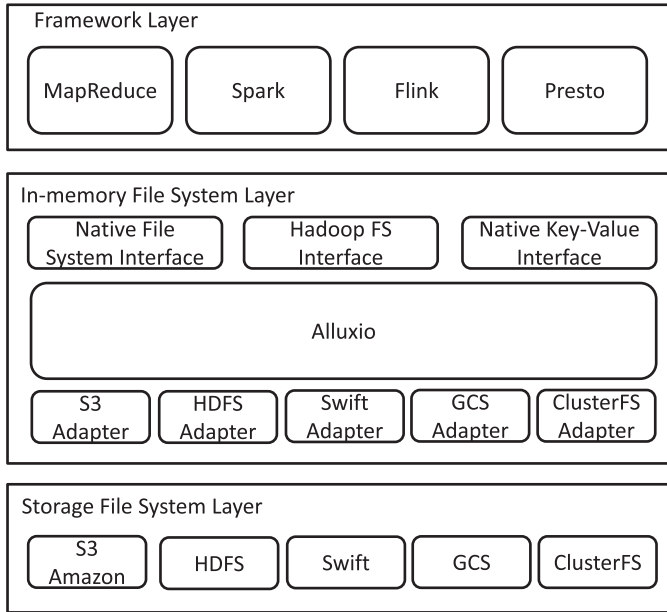 Framework Layer
MapReduce
Spark
Flink
Presto
In-memory File System Layer
Native File
System Interface
Hadoop FS
Interface
Native Key-Value
Interface
Alluxio
S3
Adapter
HDFS
Adapter
Swift
Adapter
GCS
Adapter
ClusterFS
Adapter
Storage File System Layer
S3
Amazon
HDFS
Swift
GCS
ClusterFS